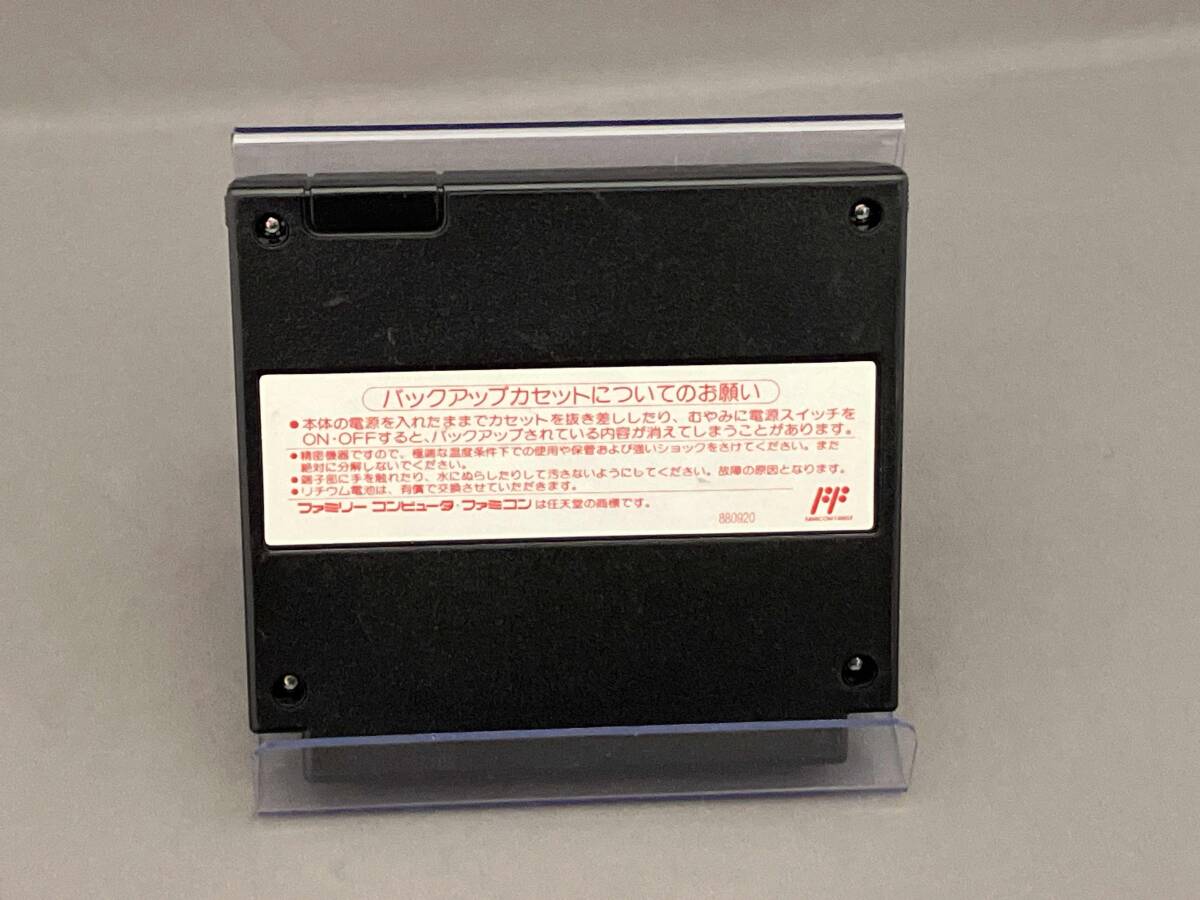 バックアップカセットについてのお願い
●本体の電源を入れたままでカセットを抜き差ししたり、むやみに電源スイッチを
ON・OFFすると、バックアップされている内容が消えてしまうことがあります。
●精密機器ですので、極端な温度条件下での使用や保管および強いショックをさけてください。また
絶対に分解しないでください。
●端子部に手を触れたり、水にぬらしたりして汚さないようにしてください。故障の原因となります。
●リチウム電池は、有償で交換させていただきます。
ファミリー コンピュータ・ファミコンは任天堂の商標です。
880920
FAMICOM FAMILY